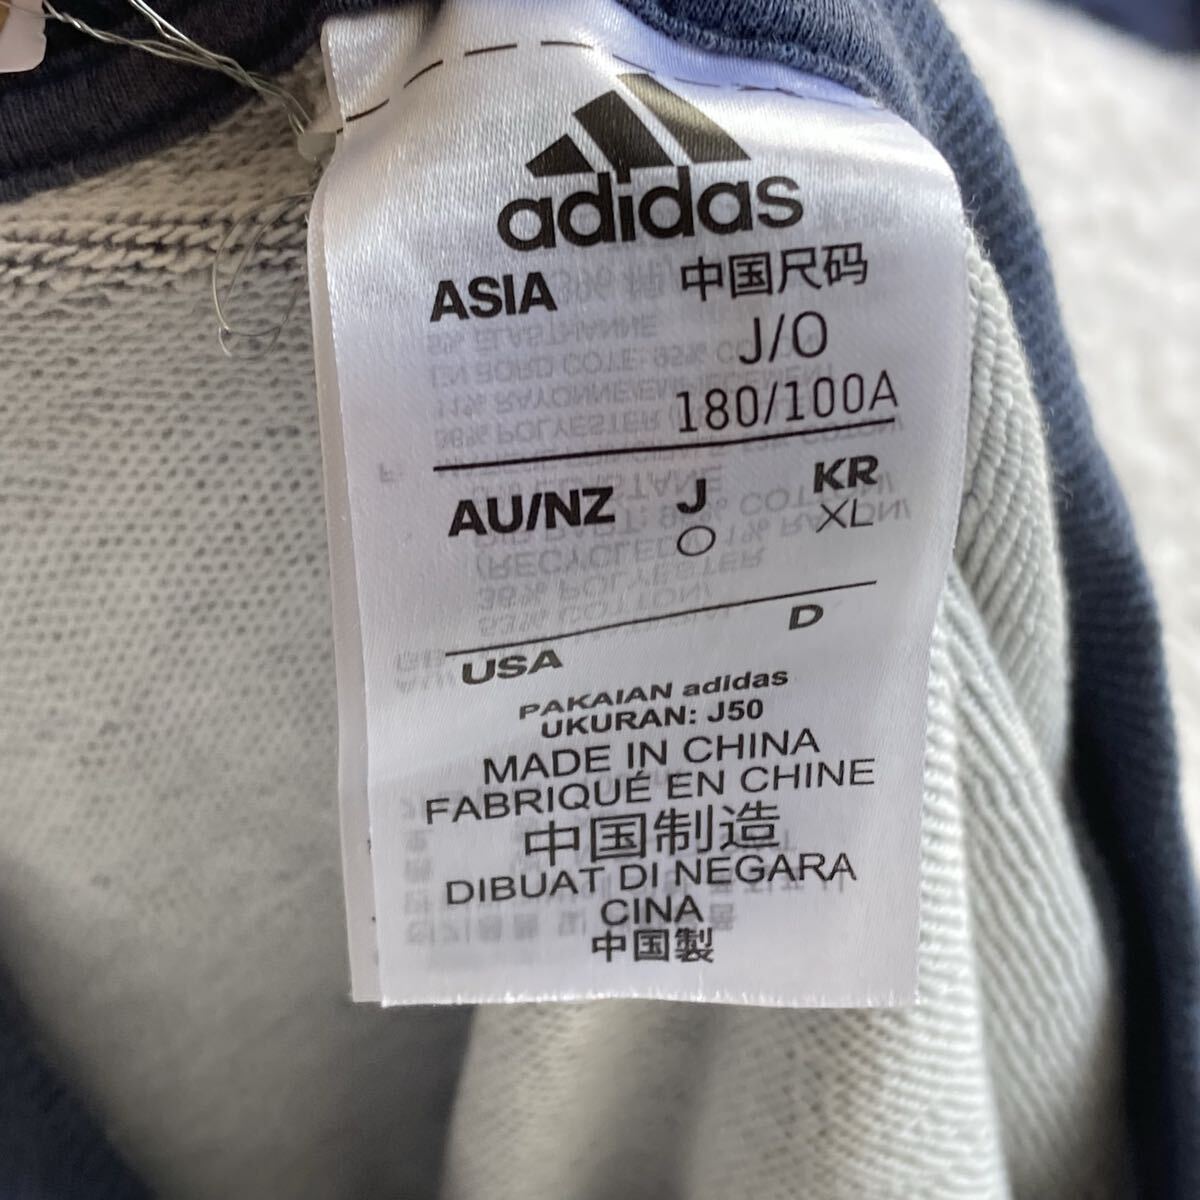 adidas
ASIA 中国尺码
J/O
180/100A
AU/NZ J KR
O XL
USA D
PAKAIAN adidas
UKURAN: J50
MADE IN CHINA
FABRIQUÉ EN CHINE
中国制造
DIBUAT DI NEGARA
CINA
中国製